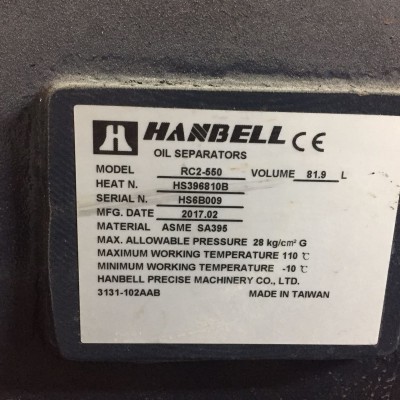 H HANBELL CE
OIL SEPARATORS
MODEL RC2-550 VOLUME 81.9 L
HEAT N. HS396810B
SERIAL N. HS6B009
MFG. DATE 2017.02
MATERIAL ASME SA395
MAX. ALLOWABLE PRESSURE 28 kg/cm² G
MAXIMUM WORKING TEMPERATURE 110 ℃
MINIMUM WORKING TEMPERATURE -10 ℃
HANBELL PRECISE MACHINERY CO., LTD.
3131-102AAB MADE IN TAIWAN